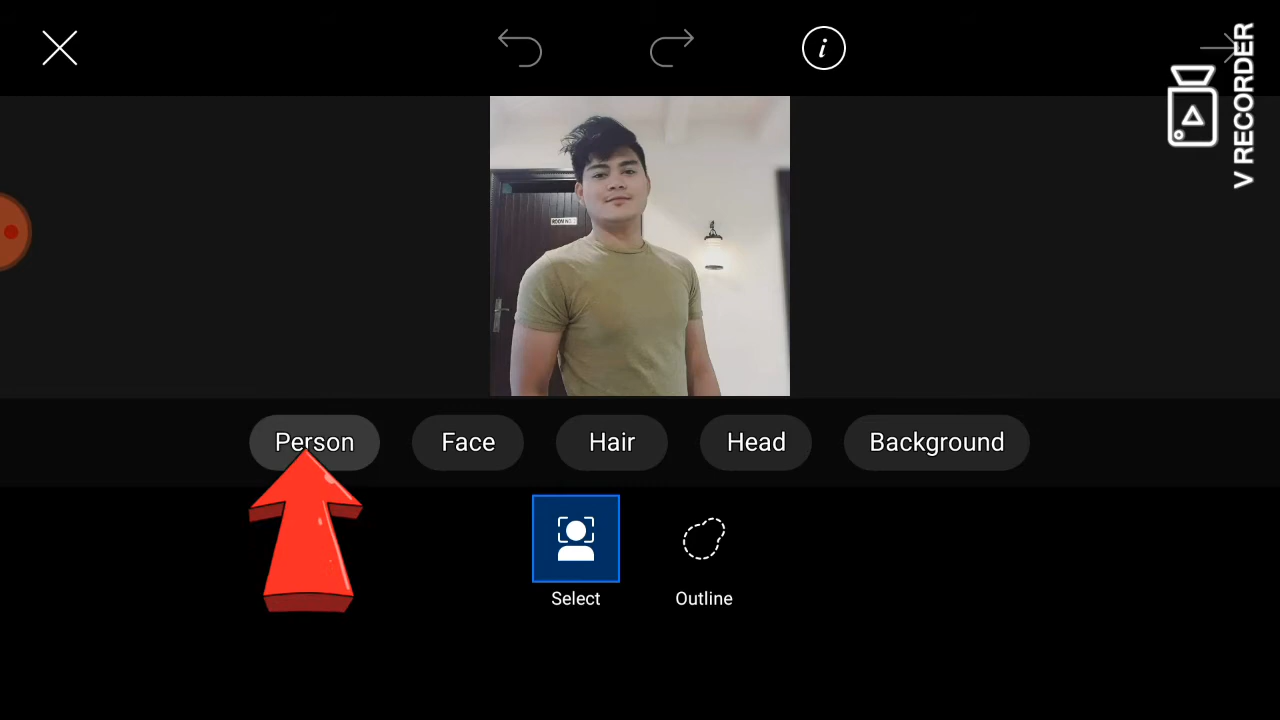 V RECORDER
Person
Face
Hair
Head
Background
Select
Outline